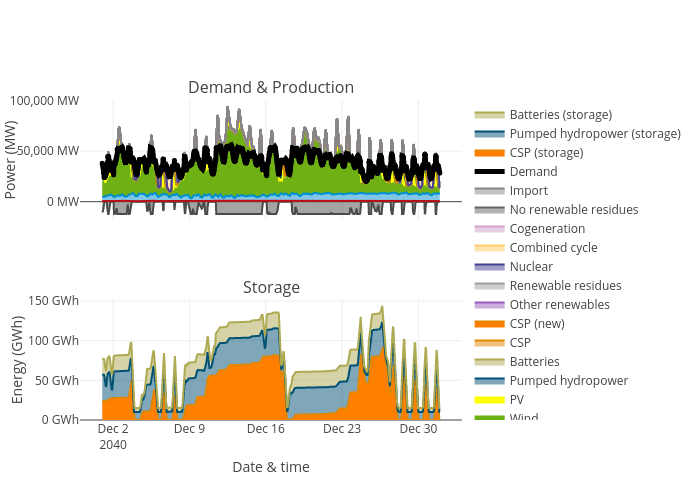 Demand & Production
100,000 MW
50,000 MW
0 MW
Power (MW)
Storage
150 GWh
100 GWh
50 GWh
0 GWh
Energy (GWh)
Dec 2
2040
Dec 9
Dec 16
Dec 23
Dec 30
Date & time
Batteries (storage)
Pumped hydropower (storage)
CSP (storage)
Demand
Import
No renewable residues
Cogeneration
Combined cycle
Nuclear
Renewable residues
Other renewables
CSP (new)
CSP
Batteries
Pumped hydropower
PV
Wind